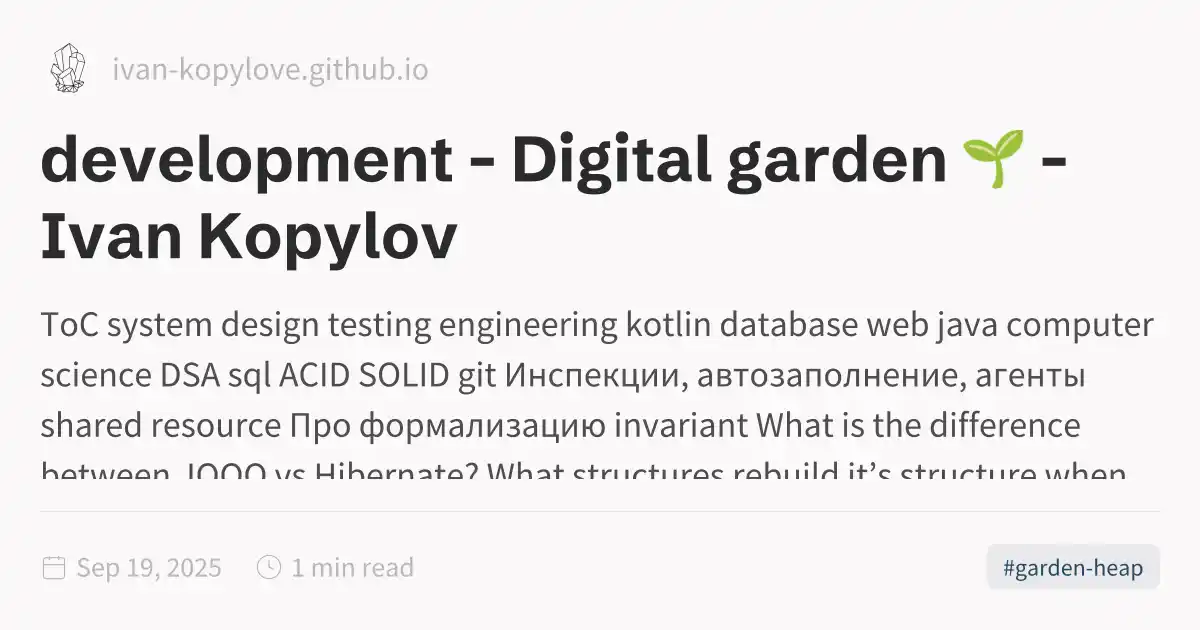 ivan-kopylove.github.io
development - Digital garden 🌱 -
Ivan Kopylov
ToC system design testing engineering kotlin database web java computer
science DSA sql ACID SOLID git Инспекции, автозаполнение, агенты
shared resource Про формализацию invariant What is the difference
between JOOQ vs Hibernate? What structures rebuild it’s structure when
Sep 19, 2025
1 min read
#garden-heap